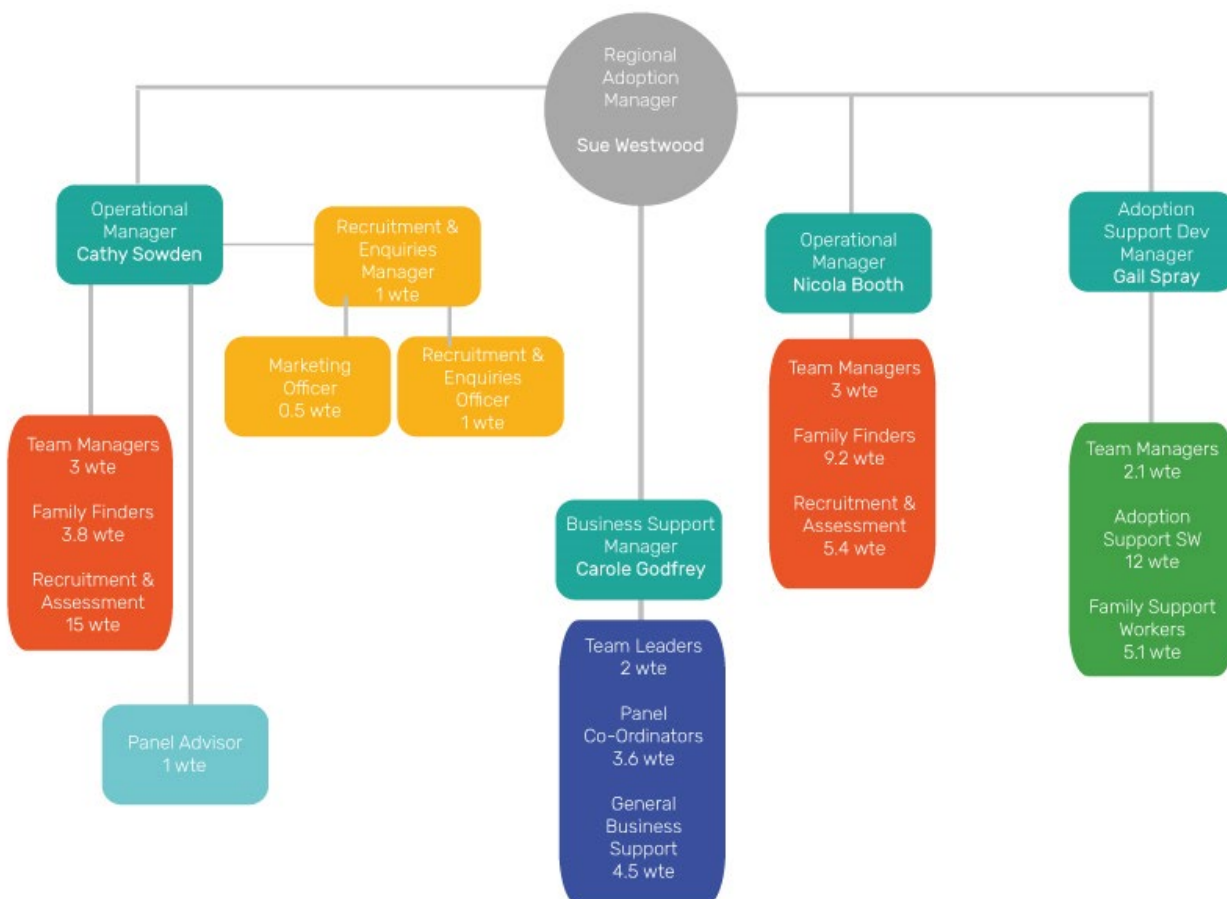 Regional
Adoption
Manager
Sue Westwood
Operational
Manager
Cathy Sowden
Recruitment &
Enquiries
Manager
1 wte
Marketing
Officer
0.5 wte
Recruitment &
Enquiries
Officer
1 wte
Team Managers
3 wte
Family Finders
3.8 wte
Recruitment &
Assessment
15 wte
Panel Advisor
1 wte
Business Support
Manager
Carole Godfrey
Team Leaders
2 wte
Panel
Co-Ordinators
3.6 wte
General
Business
Support
4.5 wte
Operational
Manager
Nicola Booth
Team Managers
3 wte
Family Finders
9.2 wte
Recruitment &
Assessment
5.4 wte
Adoption
Support Dev
Manager
Gail Spray
Team Managers
2.1 wte
Adoption
Support SW
12 wte
Family Support
Workers
5.1 wte